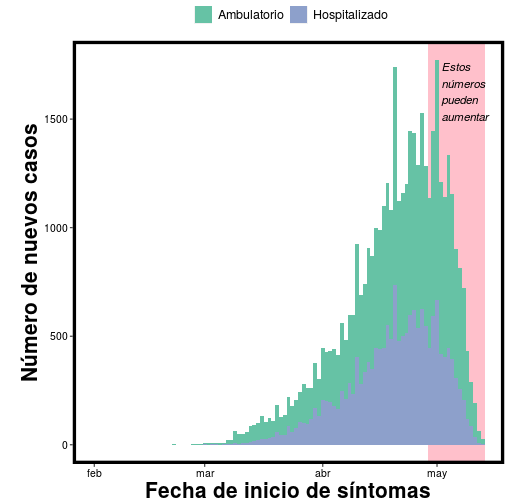 Ambulatorio Hospitalizado
Estos
números
pueden
aumentar
1500
1000
500
0
Número de nuevos casos
feb mar abr may
Fecha de inicio de síntomas